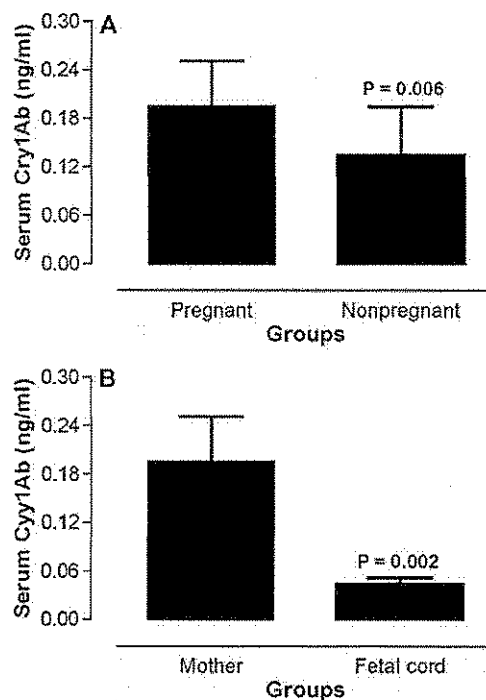 A
Serum Cry1Ab (ng/ml)
0.30
0.24
0.18
0.12
0.06
0.00
P = 0.006
Pregnant Nonpregnant
Groups
B
Serum Cyy1Ab (ng/ml)
0.30
0.24
0.18
0.12
0.06
0.00
P = 0.002
Mother Fetal cord
Groups